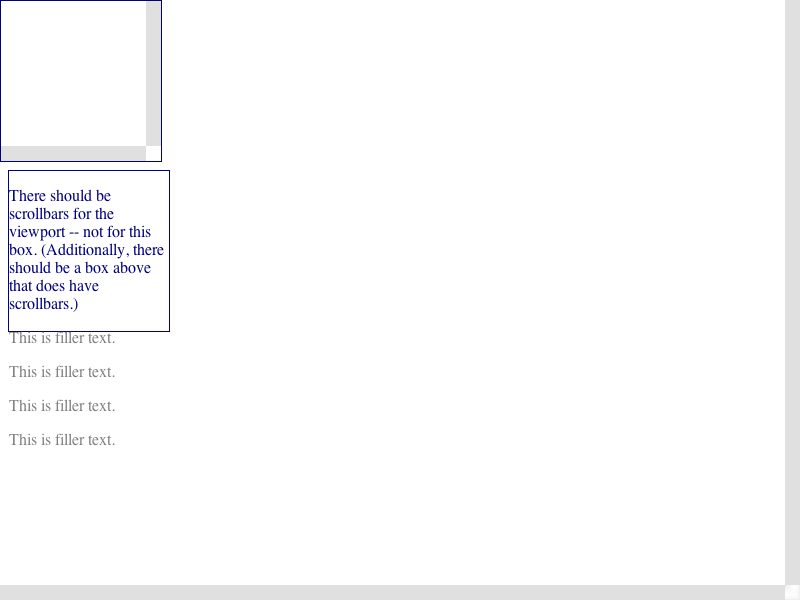 There should be
scrollbars for the
viewport -- not for this
box. (Additionally, there
should be a box above
that does have
scrollbars.)
This is filler text.
This is filler text.
This is filler text.
This is filler text.